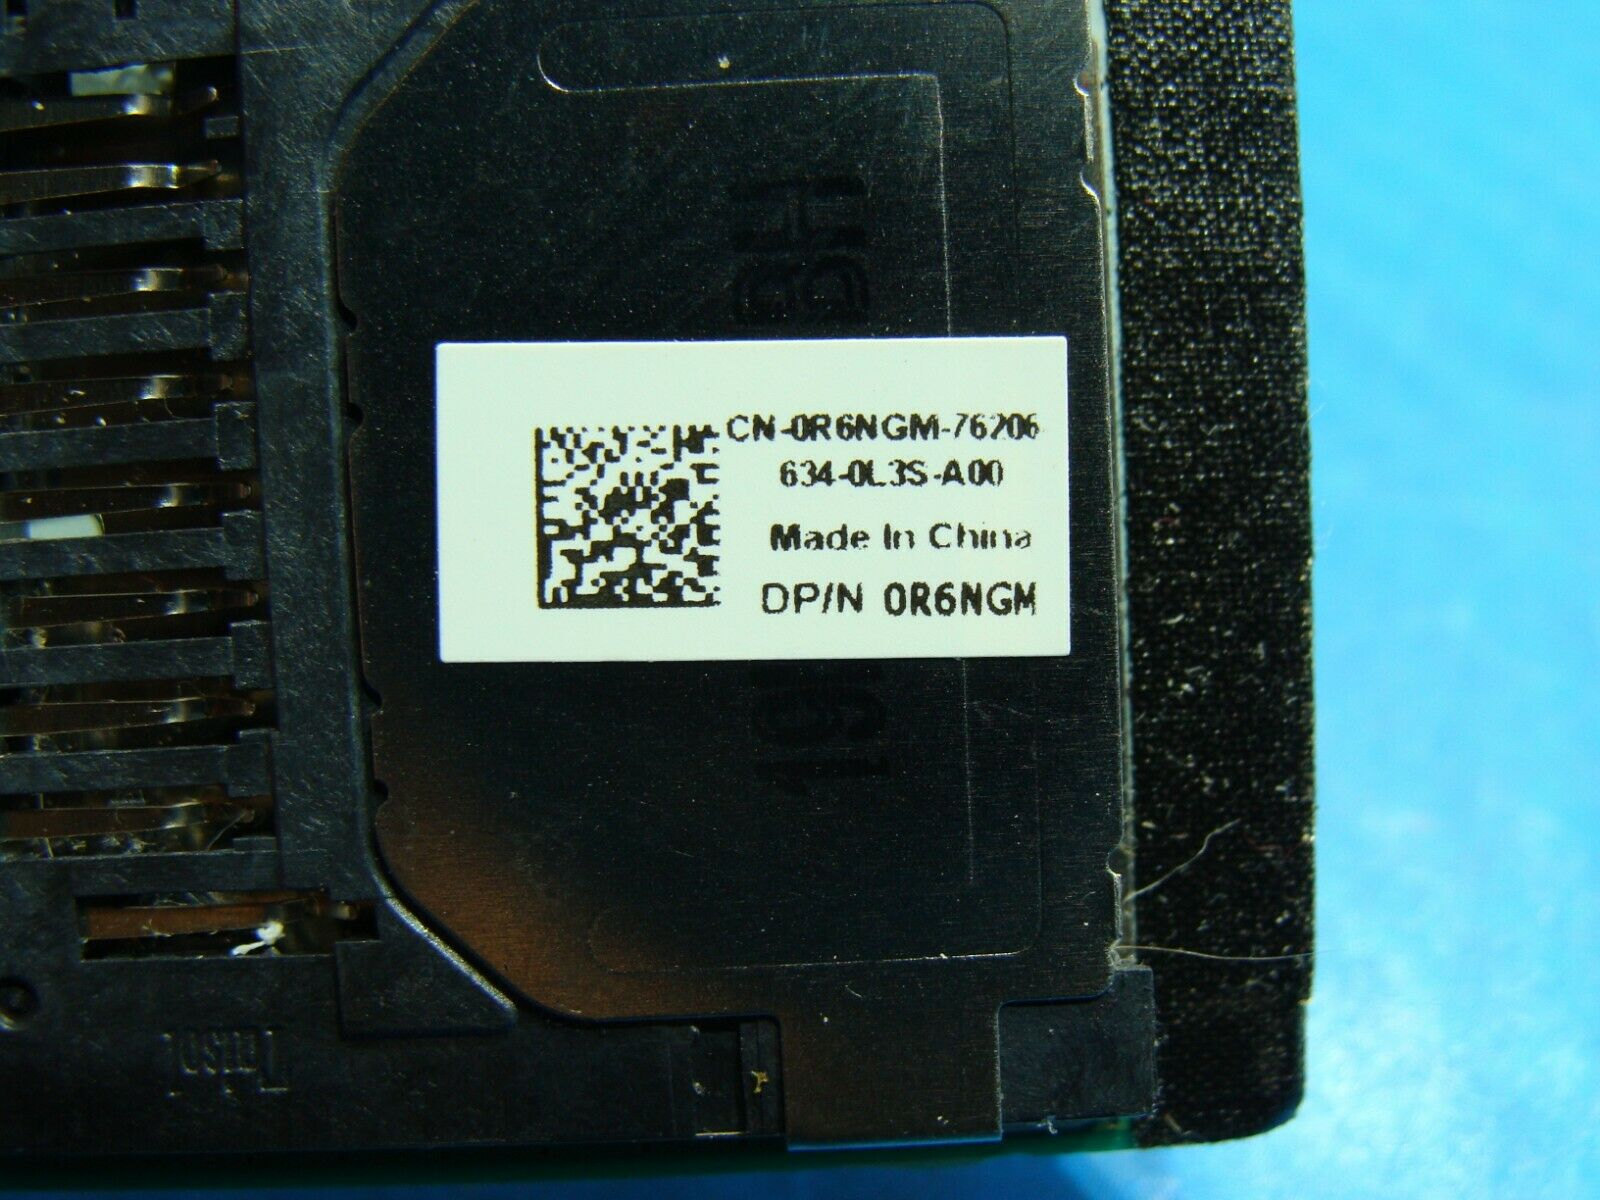 CN-0R6NGM-76206
634-0L3S-A00
Made In China
DP/N 0R6NGM